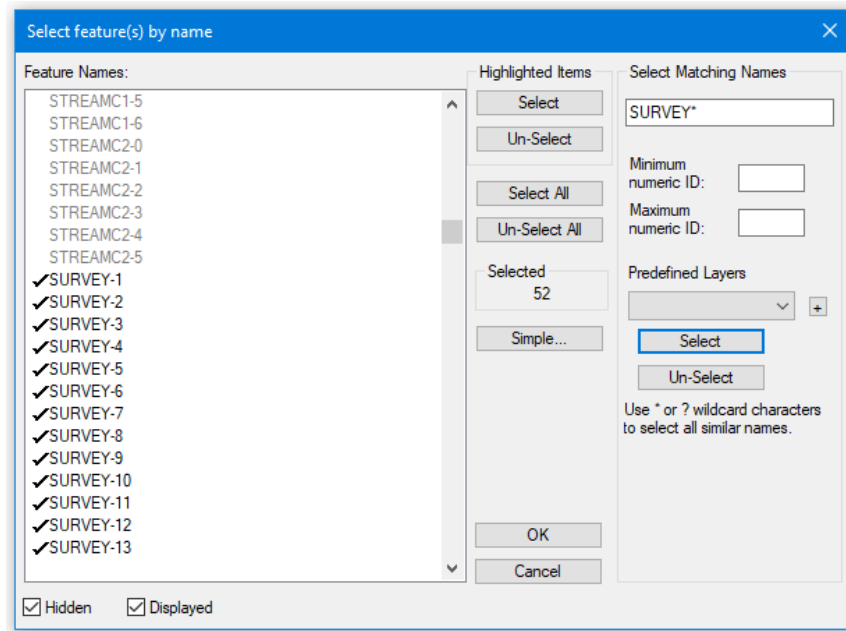 Select feature(s) by name
Feature Names:
STREAMC1-5
STREAMC1-6
STREAMC2-0
STREAMC2-1
STREAMC2-2
STREAMC2-3
STREAMC2-4
STREAMC2-5
SURVEY-1
SURVEY-2
SURVEY-3
SURVEY-4
SURVEY-5
SURVEY-6
SURVEY-7
SURVEY-8
SURVEY-9
SURVEY-10
SURVEY-11
SURVEY-12
SURVEY-13
Hidden
Displayed
Highlighted Items
Select
Un-Select
Select All
Un-Select All
Selected
52
Simple...
OK
Cancel
Select Matching Names
SURVEY*
Minimum
numeric ID:
Maximum
numeric ID:
Predefined Layers
+
Select
Un-Select
Use * or ? wildcard characters
to select all similar names.